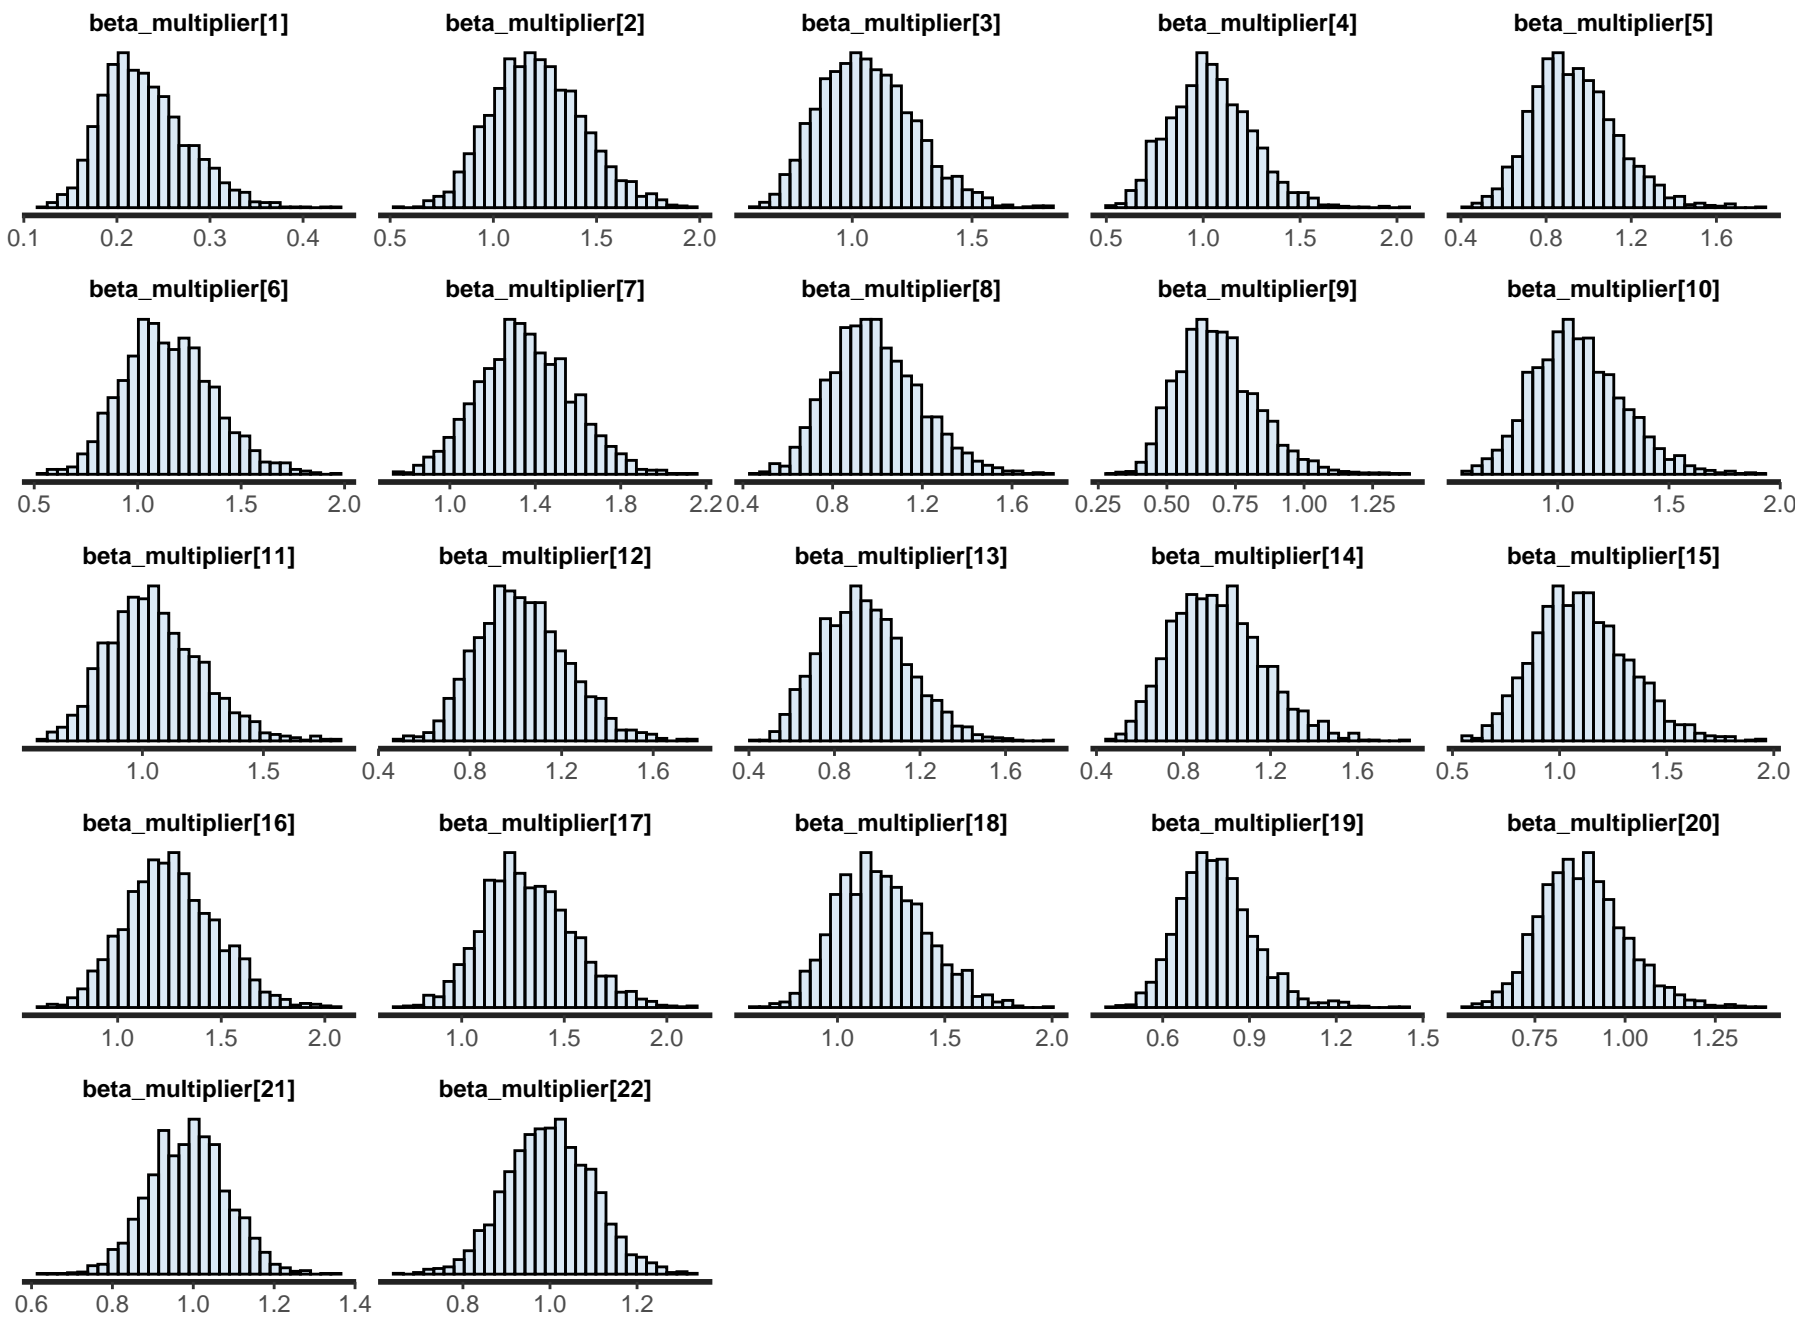 beta_multiplier[1] beta_multiplier[2] beta_multiplier[3] beta_multiplier[4] beta_multiplier[5]
0.1 0.2 0.3 0.4 0.5 1.0 1.5 2.0 1.0 1.5 0.5 1.0 1.5 2.0 0.4 0.8 1.2 1.6
beta_multiplier[6] beta_multiplier[7] beta_multiplier[8] beta_multiplier[9] beta_multiplier[10]
0.5 1.0 1.5 2.0 1.0 1.4 1.8 2.2 0.4 0.8 1.2 1.6 0.25 0.50 0.75 1.00 1.25 1.0 1.5 2.0
beta_multiplier[11] beta_multiplier[12] beta_multiplier[13] beta_multiplier[14] beta_multiplier[15]
1.0 1.5 0.4 0.8 1.2 1.6 0.4 0.8 1.2 1.6 0.4 0.8 1.2 1.6 0.5 1.0 1.5 2.0
beta_multiplier[16] beta_multiplier[17] beta_multiplier[18] beta_multiplier[19] beta_multiplier[20]
1.0 1.5 2.0 1.0 1.5 2.0 1.0 1.5 2.0 0.6 0.9 1.2 1.5 0.75 1.00 1.25
beta_multiplier[21] beta_multiplier[22]
0.6 0.8 1.0 1.2 1.4 0.8 1.0 1.2